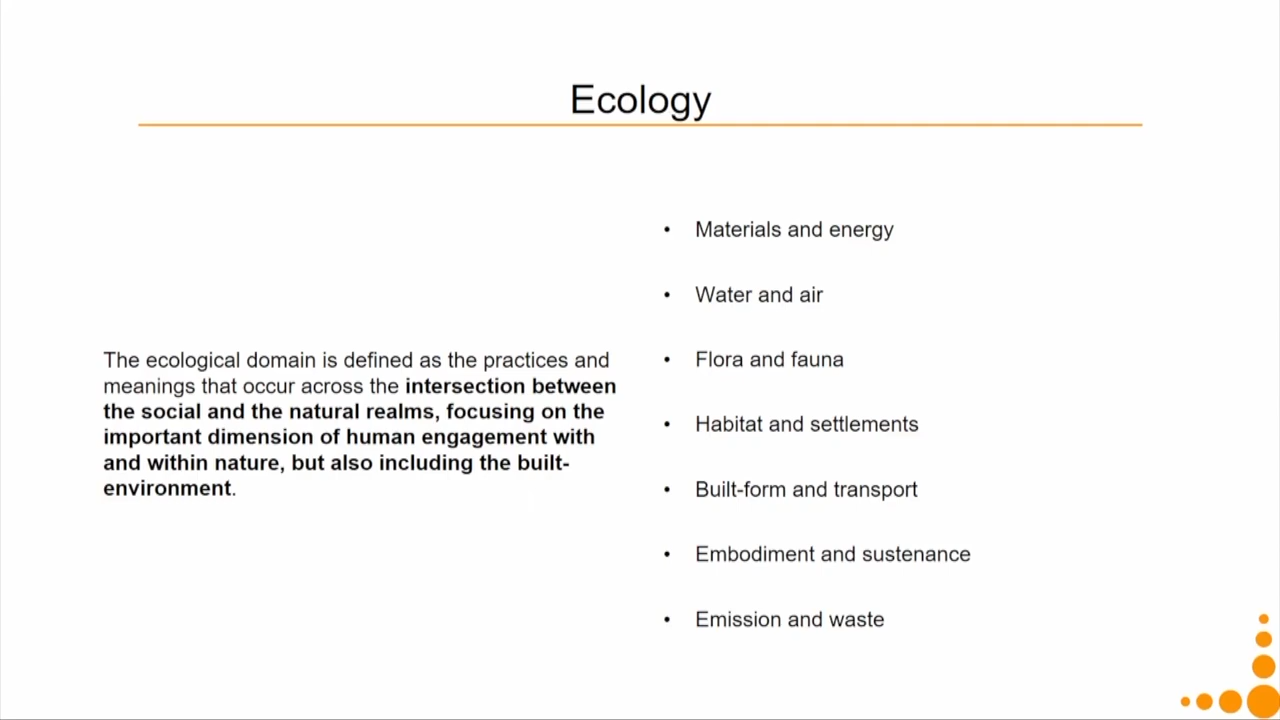 Ecology
The ecological domain is defined as the practices and
meanings that occur across the intersection between
the social and the natural realms, focusing on the
important dimension of human engagement with
and within nature, but also including the built-
environment.
• Materials and energy
• Water and air
• Flora and fauna
• Habitat and settlements
• Built-form and transport
• Embodiment and sustenance
• Emission and waste